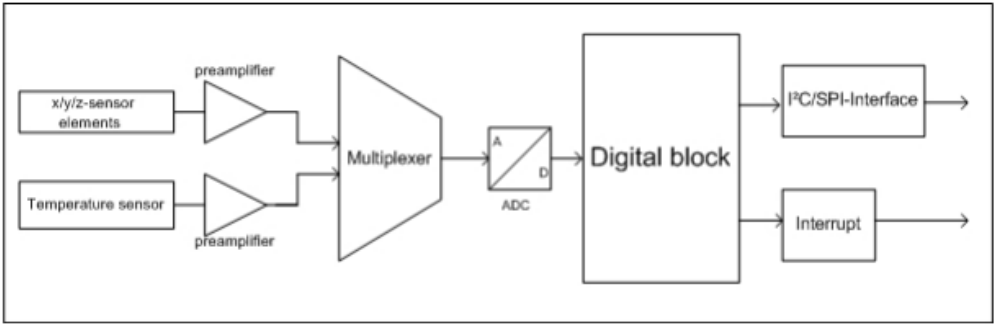 preamplifier
x/y/z-sensor
elements
Multiplexer
Temperature sensor
preamplifier
A
D
ADC
Digital block
I²C/SPI-Interface
Interrupt